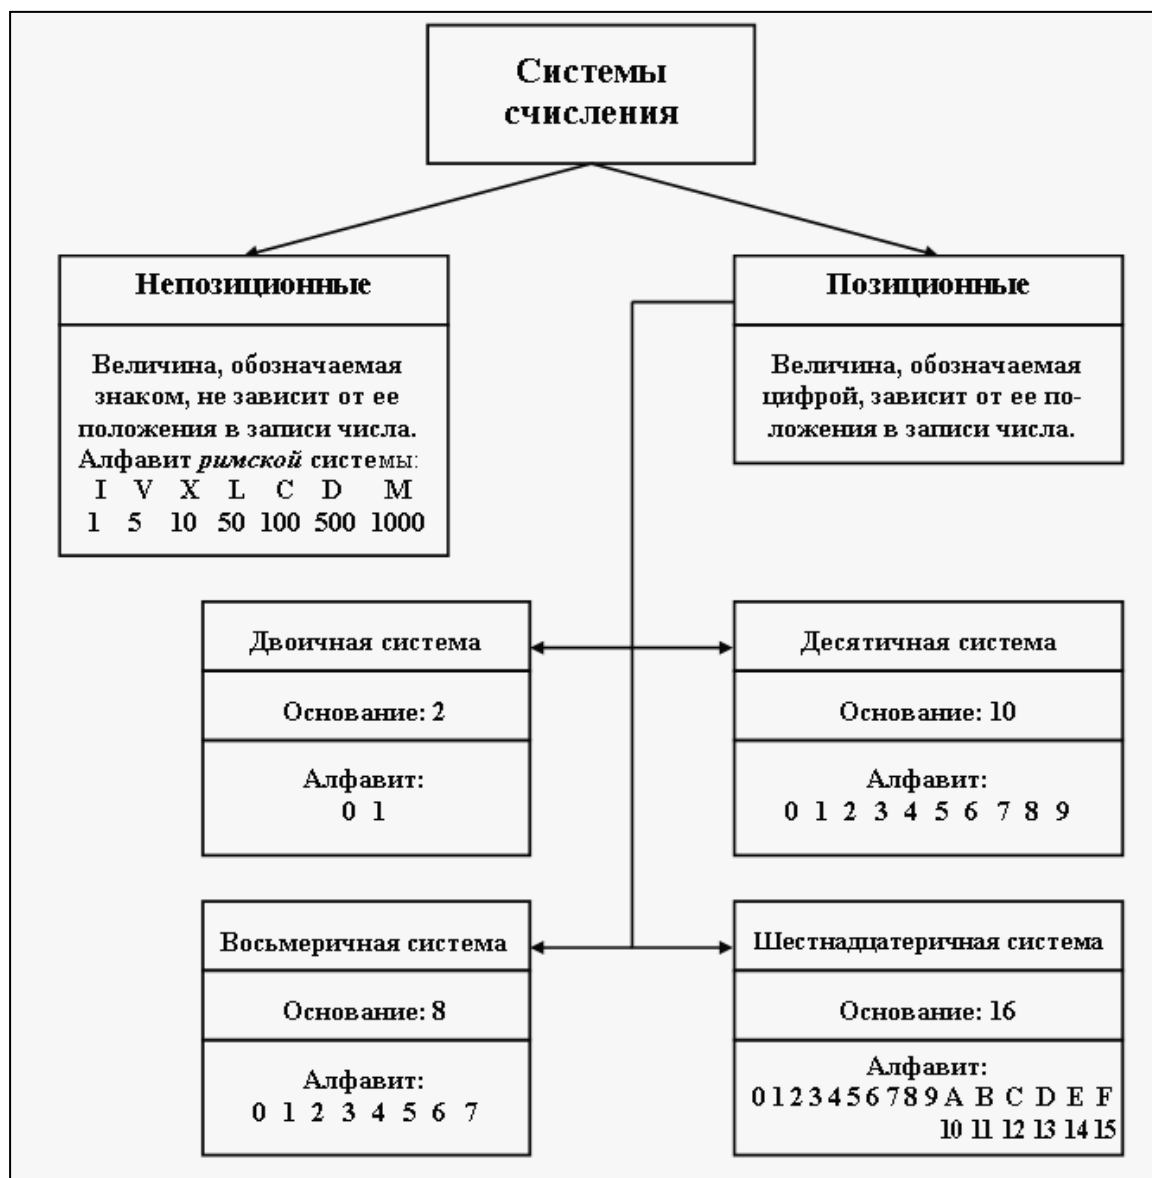 Системы
счисления
Непозиционные
Величина, обозначаемая
знаком, не зависит от ее
положения в записи числа.
Алфавит римской системы:
I V X L C D M
1 5 10 50 100 500 1000
Позиционные
Величина, обозначаемая
цифрой, зависит от ее по-
ложения в записи числа.
Двоичная система
Основание: 2
Алфавит:
0 1
Десятичная система
Основание: 10
Алфавит:
0 1 2 3 4 5 6 7 8 9
Восьмеричная система
Основание: 8
Алфавит:
0 1 2 3 4 5 6 7
Шестнадцатеричная система
Основание: 16
Алфавит:
0 1 2 3 4 5 6 7 8 9 A B C D E F
10 11 12 13 14 15